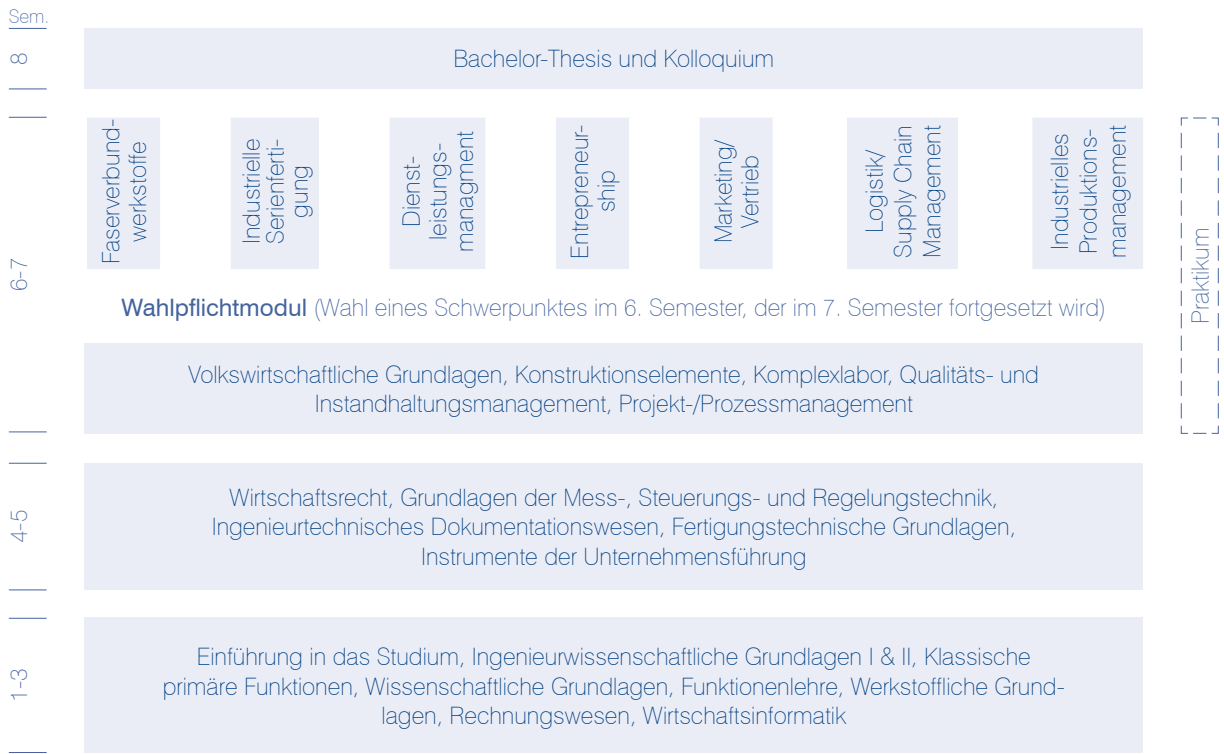 Sem.
8
Bachelor-Thesis und Kolloquium
Faserverbund-
werkstoffe
Industrielle
Serienferti-
gung
Dienst-
leistungs-
managment
Entrepreneur-
ship
Marketing/
Vertrieb
Logistik/
Supply Chain
Management
Industrielles
Produktions-
management
Praktikum
6-7
Wahlpflichtmodul (Wahl eines Schwerpunktes im 6. Semester, der im 7. Semester fortgesetzt wird)
Volkswirtschaftliche Grundlagen, Konstruktionselemente, Komplexlabor, Qualitäts- und
Instandhaltungsmanagement, Projekt-/Prozessmanagement
4-5
Wirtschaftsrecht, Grundlagen der Mess-, Steuerungs- und Regelungstechnik,
Ingenieurtechnisches Dokumentationswesen, Fertigungstechnische Grundlagen,
Instrumente der Unternehmensführung
1-3
Einführung in das Studium, Ingenieurwissenschaftliche Grundlagen I & II, Klassische
primäre Funktionen, Wissenschaftliche Grundlagen, Funktionenlehre, Werkstoffliche Grund-
lagen, Rechnungswesen, Wirtschaftsinformatik